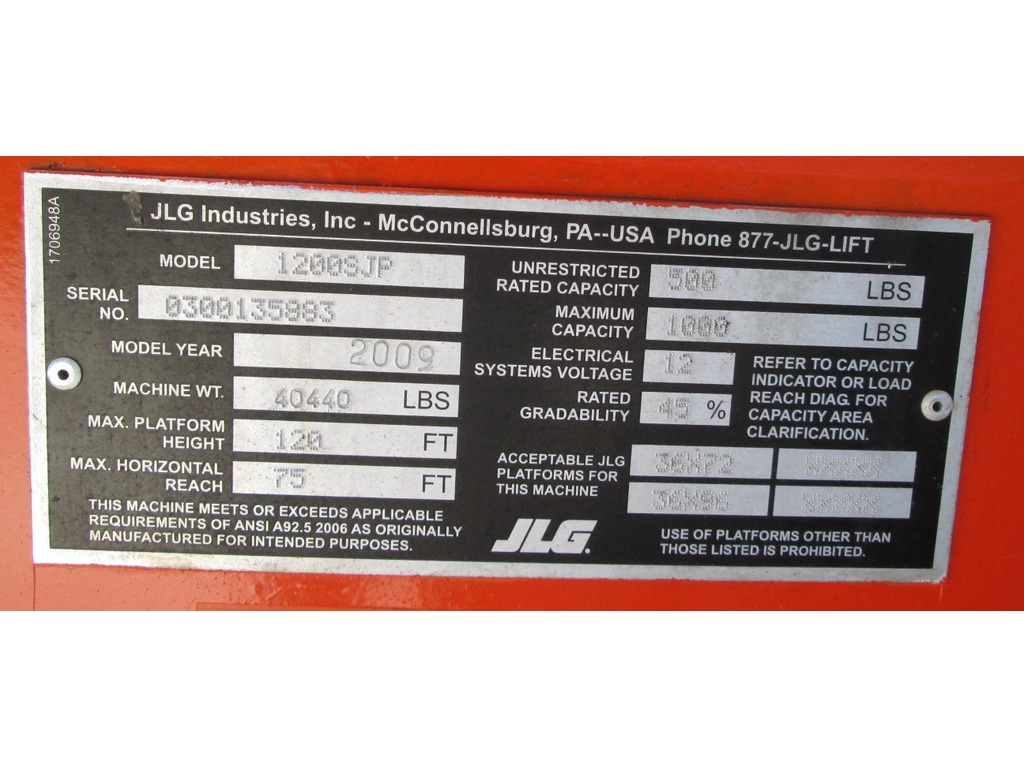 1706948A
JLG Industries, Inc - McConnellsburg, PA--USA Phone 877-JLG-LIFT
MODEL 1200SJP
SERIAL
NO. 0300135883
MODEL YEAR 2009
MACHINE WT. 40440 LBS
MAX. PLATFORM
HEIGHT 120 FT
MAX. HORIZONTAL
REACH 75 FT
THIS MACHINE MEETS OR EXCEEDS APPLICABLE
REQUIREMENTS OF ANSI A92.5 2006 AS ORIGINALLY
MANUFACTURED FOR INTENDED PURPOSES.
UNRESTRICTED
RATED CAPACITY 500 LBS
MAXIMUM
CAPACITY 1000 LBS
ELECTRICAL
SYSTEMS VOLTAGE 12
RATED
GRADABILITY 45 %
REFER TO CAPACITY
INDICATOR OR LOAD
REACH DIAG. FOR
CAPACITY AREA
CLARIFICATION.
ACCEPTABLE JLG
PLATFORMS FOR
THIS MACHINE
36X72
36X96
JLG.
USE OF PLATFORMS OTHER THAN
THOSE LISTED IS PROHIBITED.